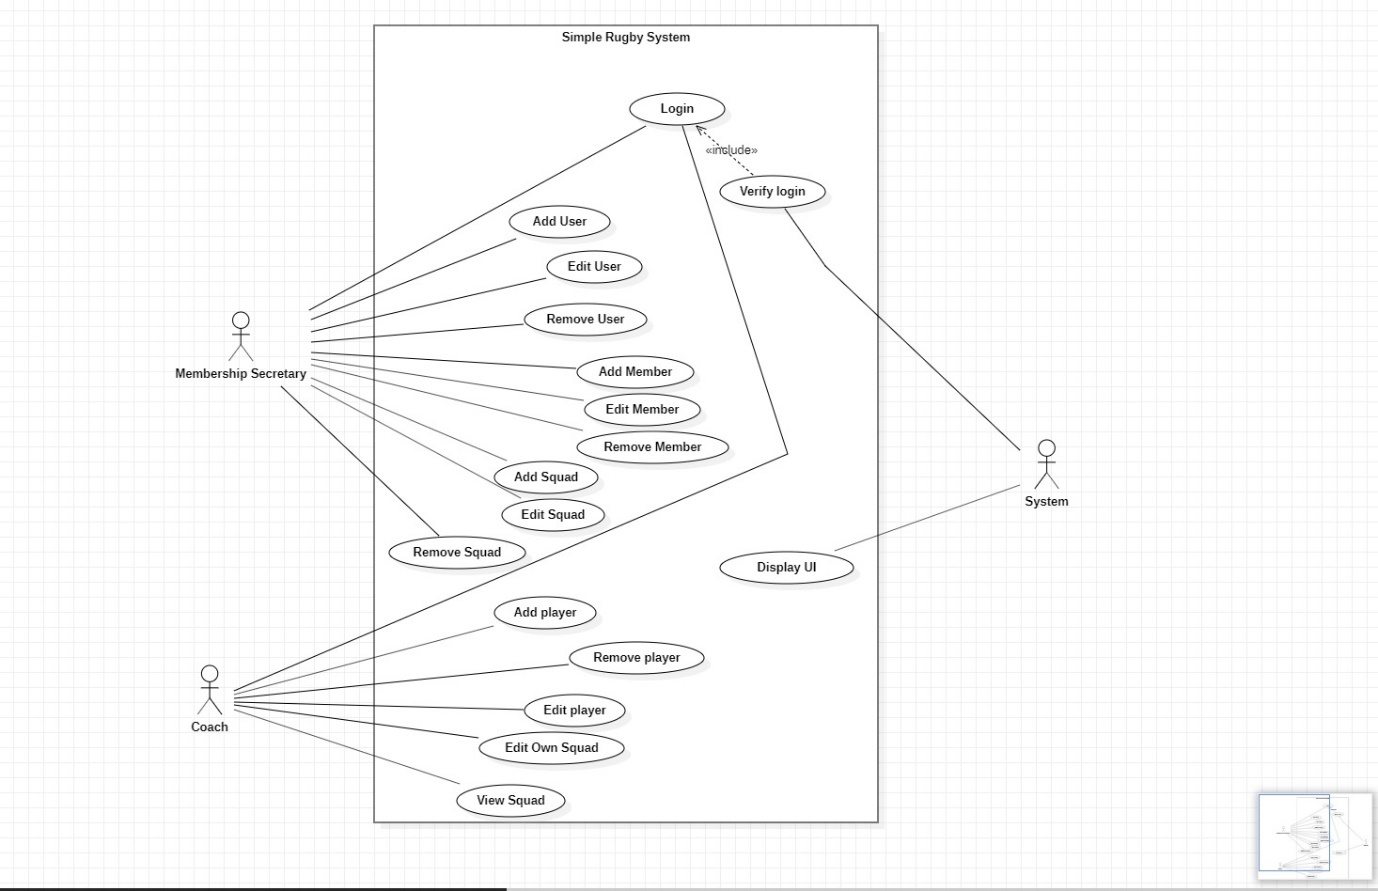 Simple Rugby System
Login
«include»
Verify login
Add User
Edit User
Remove User
Membership Secretary
Add Member
Edit Member
Remove Member
Add Squad
Edit Squad
System
Remove Squad
Display UI
Add player
Remove player
Edit player
Coach
Edit Own Squad
View Squad